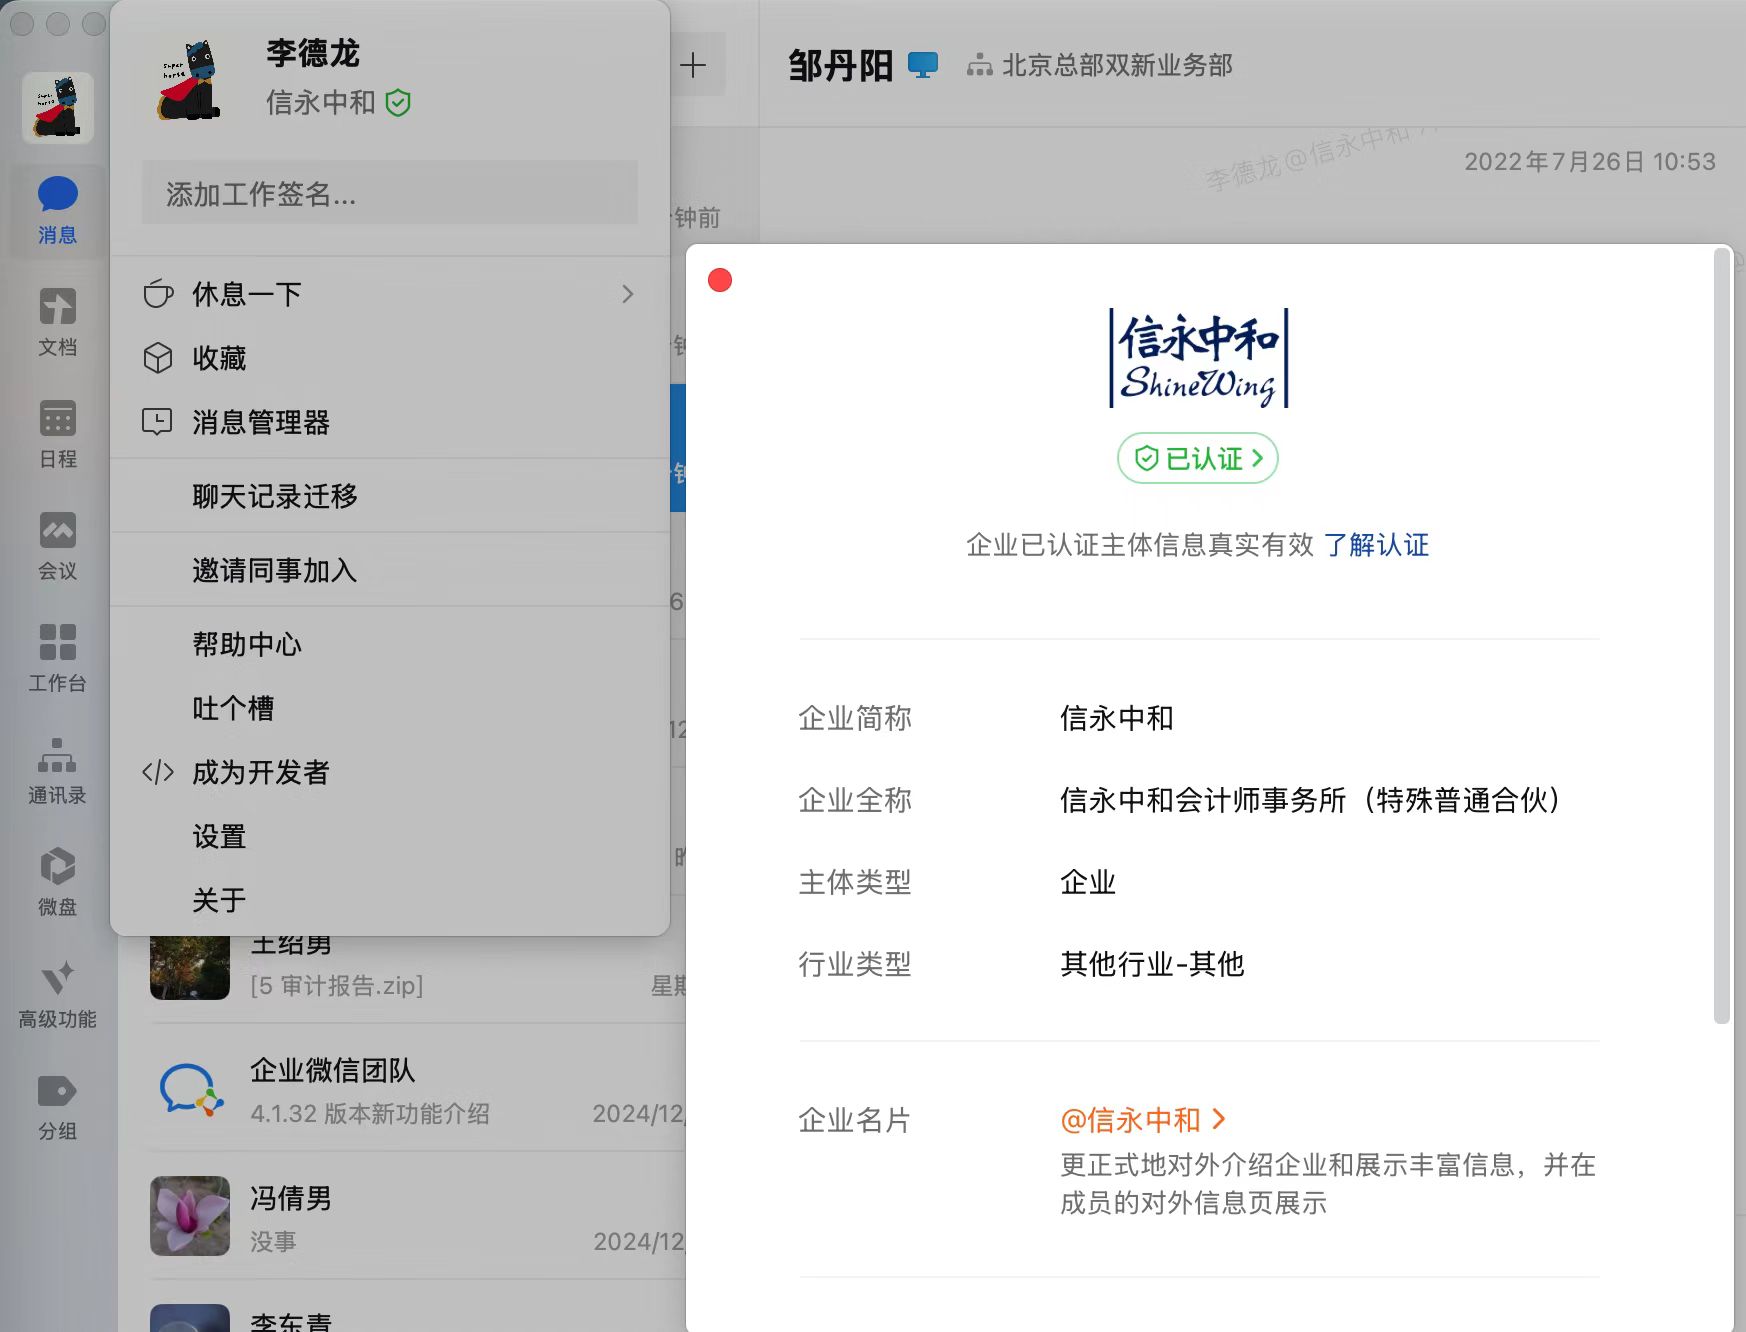 消息
文档
日程
会议
工作台
通讯录
微盘
高级功能
分组
super
horse
李德龙
信永中和
添加工作签名...
休息一下
收藏
消息管理器
聊天记录迁移
邀请同事加入
帮助中心
吐个槽
</> 成为开发者
设置
关于
钟前
王绍勇
[5 审计报告.zip]
企业微信团队
4.1.32 版本新功能介绍
2024/12/
冯倩男
没事
2024/12/
李东青
邹丹阳
北京总部双新业务部
李德龙@信永中和
2022年7月26日 10:53
信永中和
ShineWing
已认证
企业已认证主体信息真实有效 了解认证
企业简称 信永中和
企业全称 信永中和会计师事务所（特殊普通合伙）
主体类型 企业
行业类型 其他行业-其他
企业名片 @信永中和
更正式地对外介绍企业和展示丰富信息，并在
成员的对外信息页展示